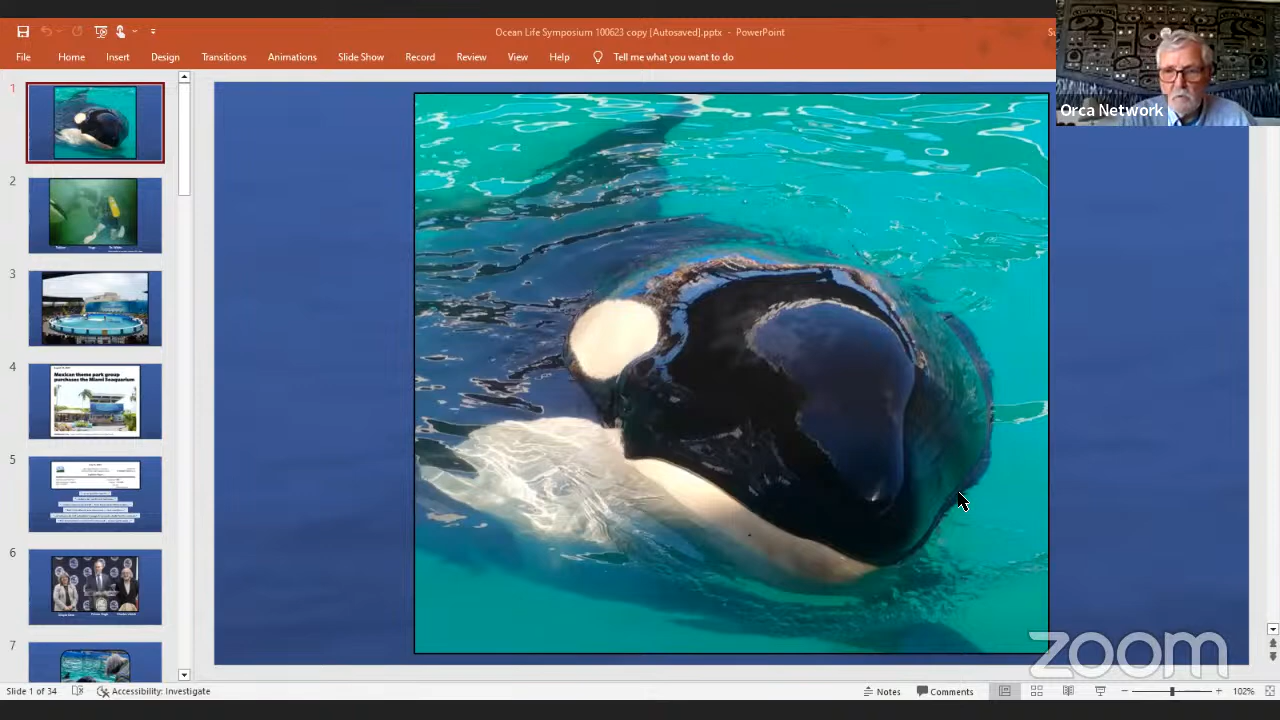 Ocean Life Symposium 100623 copy [Autosaved].pptx - PowerPoint
File Home Insert Design Transitions Animations Slide Show Record Review View Help Tell me what you want to do
Orca Network
1
2
3
4
Mexican theme park group
purchases the Miami Seaquarium
5
6
7
zoom
Slide 1 of 34 Accessibility: Investigate Notes Comments 102%